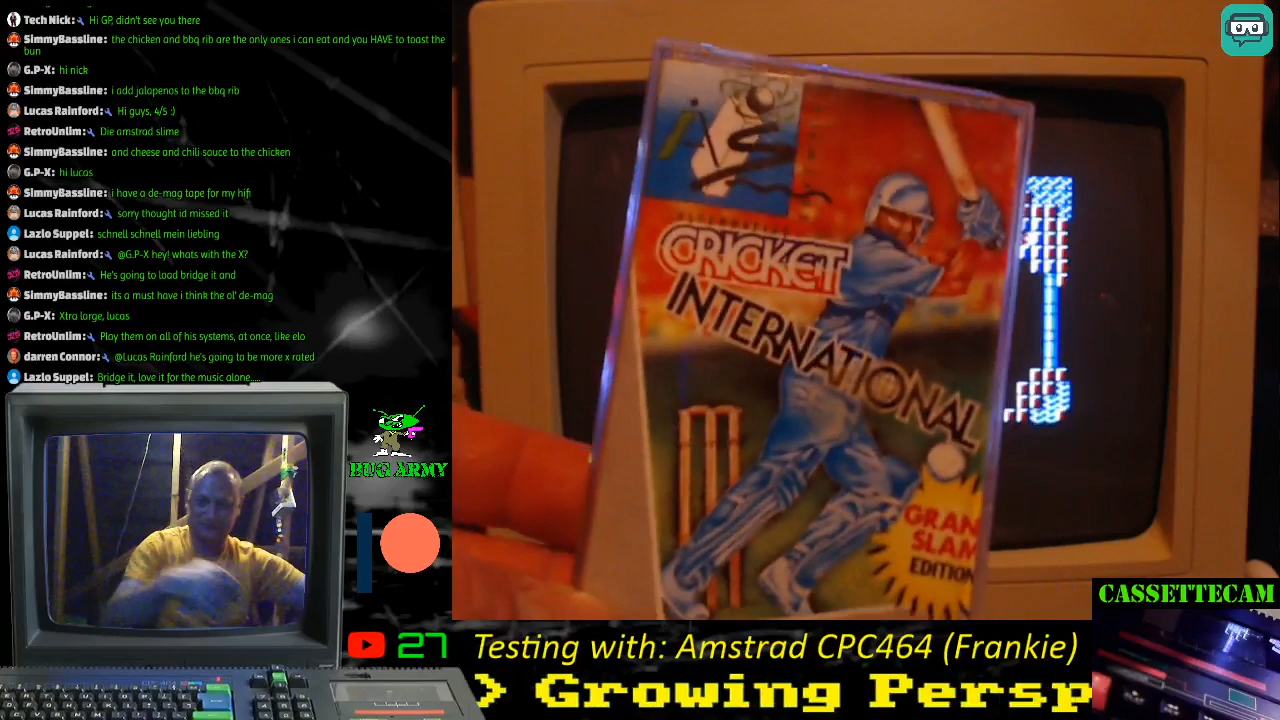 Tech Nick: Hi GP, didn't see you there
SimmyBassline: the chicken and bbq rib are the only ones i can eat and you HAVE to toast the
bun
G.P-X: hi nick
SimmyBassline: i add jalapenos to the bbq rib
Lucas Rainford: Hi guys, 4/5 :)
RetroUnlim: Die amstrad slime
SimmyBassline: and cheese and chili sauce to the chicken
G.P-X: hi lucas
SimmyBassline: i have a de-mag tape for my hifi
Lucas Rainford: sorry thought id missed it
Lazlo Suppel: schnell schnell mein liebling
Lucas Rainford: @G.P-X hey! whats with the X?
RetroUnlim: He's going to load bridge it and
SimmyBassline: its a must have i think the ol' de-mag
G.P-X: Xtra large, lucas
RetroUnlim: Play them on all of his systems, at once, like elo
darren Connor: @Lucas Rainford he's going to be more x rated
Lazlo Suppel: Bridge it, love it for the music alone....
BUG ARMY
CRICKET
INTERNATIONAL
GRAN
SLAM
EDITION
CASSETTECAM
27
Testing with: Amstrad CPC464 (Frankie)
> Growing Persp